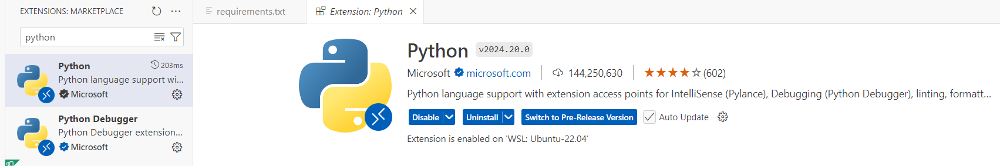 EXTENSIONS: MARKETPLACE
python
Python
203ms
Python language support wi...
Microsoft
Python Debugger
Python Debugger extension...
Microsoft
requirements.txt
Extension: Python
Python v2024.20.0
Microsoft microsoft.com 144,250,630 (602)
Python language support with extension access points for IntelliSense (Pylance), Debugging (Python Debugger), linting, formatt...
Disable Uninstall Switch to Pre-Release Version Auto Update
Extension is enabled on 'WSL: Ubuntu-22.04'